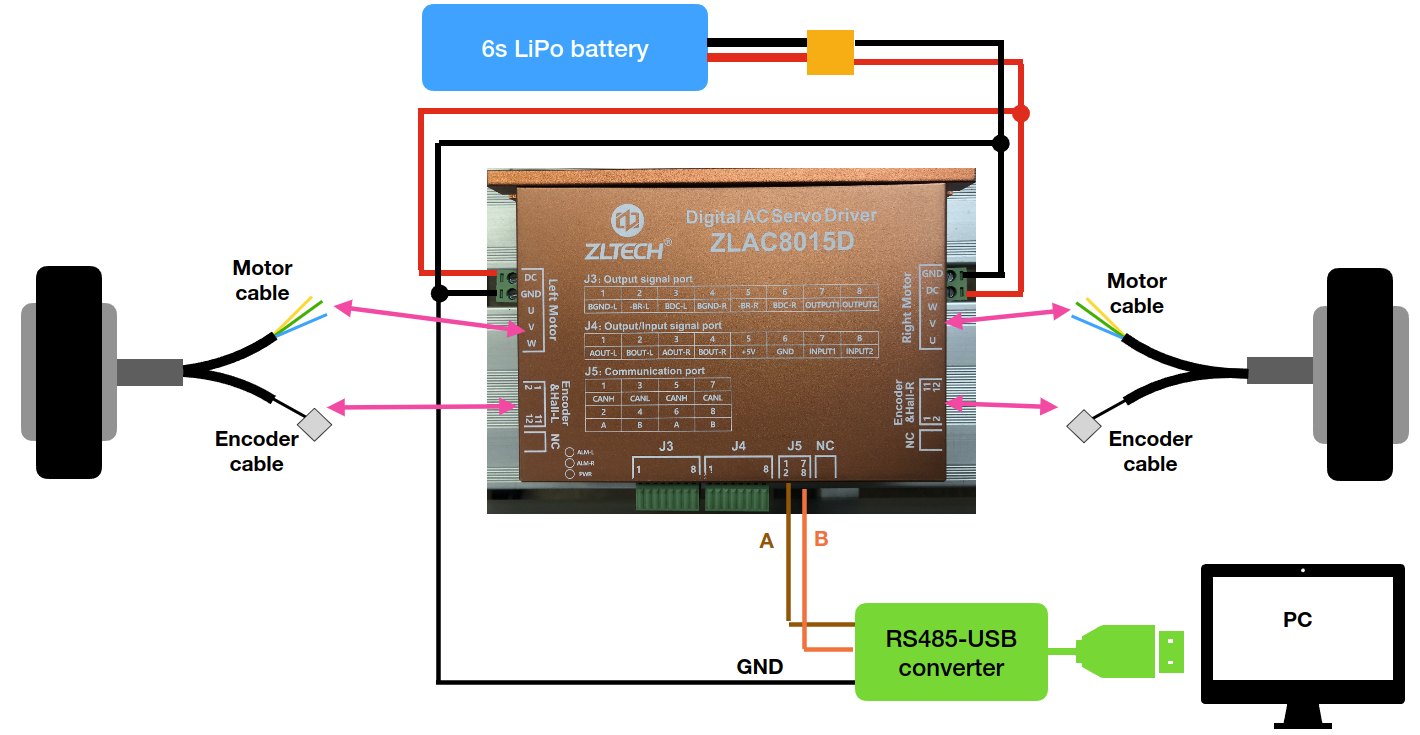 6s LiPo battery
Digital AC Servo Driver
ZLTECH®
ZLAC8015D
Motor
cable
Encoder
cable
DC
GND
U
V
W
Left Motor
2 1
12 11
Encoder
&Hall-L
NC
J3: Output signal port
1 2 3 4 5 6 7 8
BGND-L -BR-L BDC-L BGND-R -BR-R BDC-R OUTPUT1 OUTPUT2
J4: Output/Input signal port
1 2 3 4 5 6 7 8
AOUT-L BOUT-L AOUT-R BOUT-R +5V GND INPUT1 INPUT2
J5: Communication port
1 3 5 7
CANH CANL CANH CANL
2 4 6 8
A B A B
ALM-L
ALM-R
PWR
J3 J4 J5 NC
1 8 1 8 1 7
2 8
Right Motor
GND
DC
W
V
U
Encoder
&Hall-R
11 12
1 2
NC
Motor
cable
Encoder
cable
A B
GND
RS485-USB
converter
PC